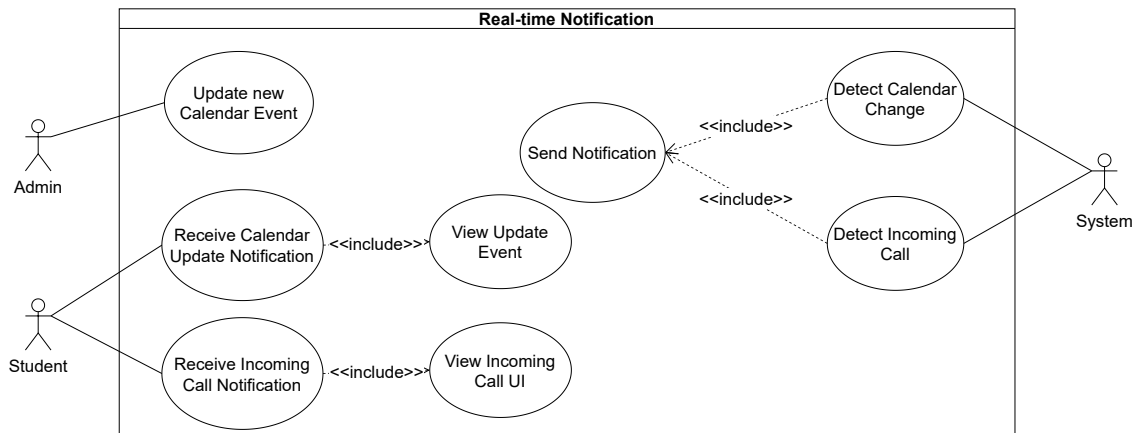 Real-time Notification
Update new
Calendar Event
Detect Calendar
Change
<<include>>
Send Notification
Admin
<<include>>
System
Receive Calendar
Update Notification
<<include>>
View Update
Event
Detect Incoming
Call
Student
Receive Incoming
Call Notification
<<include>>
View Incoming
Call UI